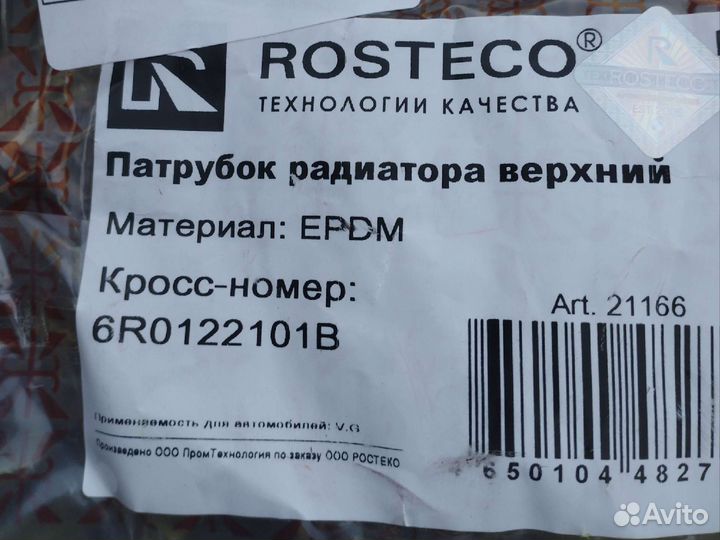 ROSTECO®
ТЕХНОЛОГИИ КАЧЕСТВА
ROSTECO
Патрубок радиатора верхний
Материал: EPDM
Кросс-номер:
6R0122101B
Art. 21166
Применяемость для автомобилей: V.G
Произведено ООО ПромТехнология по заказу ООО РОСТЕКО
650104 4827
Avito